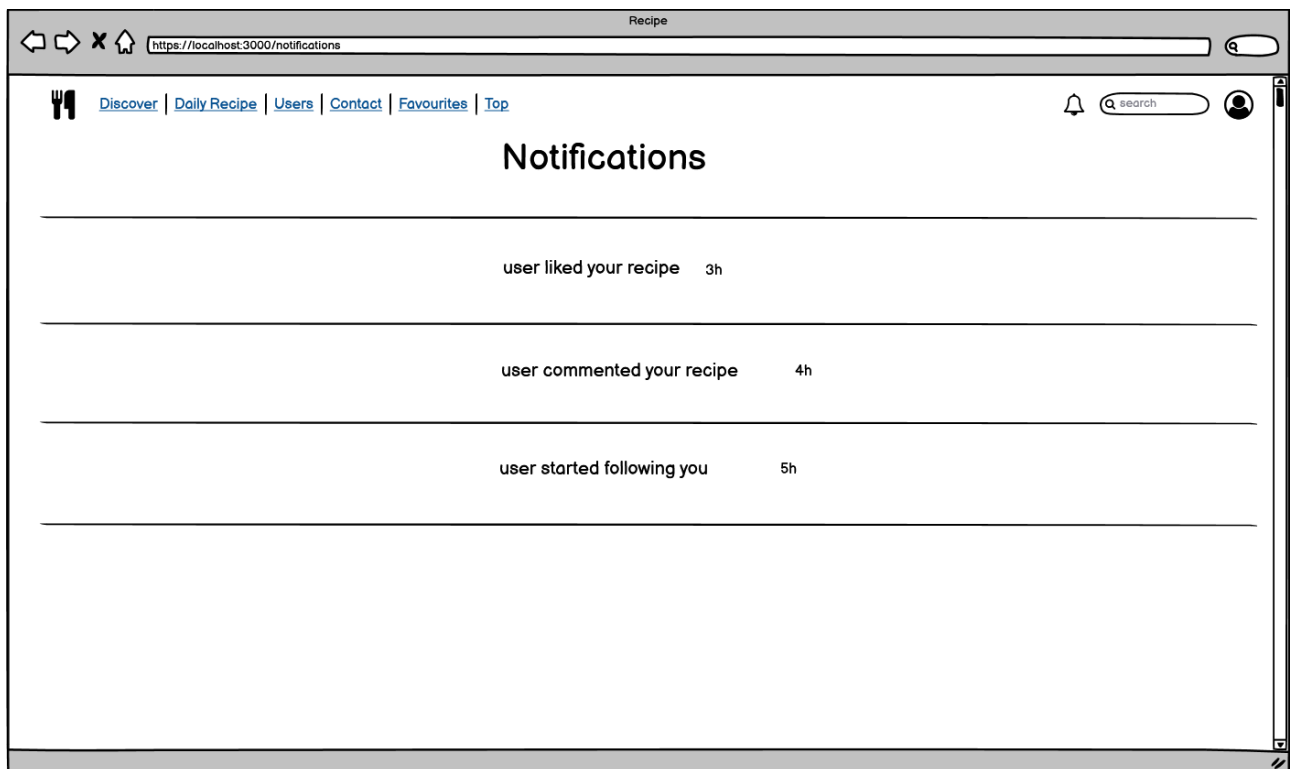 Recipe
https://localhost:3000/notifications
Discover | Daily Recipe | Users | Contact | Favourites | Top
search
Notifications
user liked your recipe 3h
user commented your recipe 4h
user started following you 5h